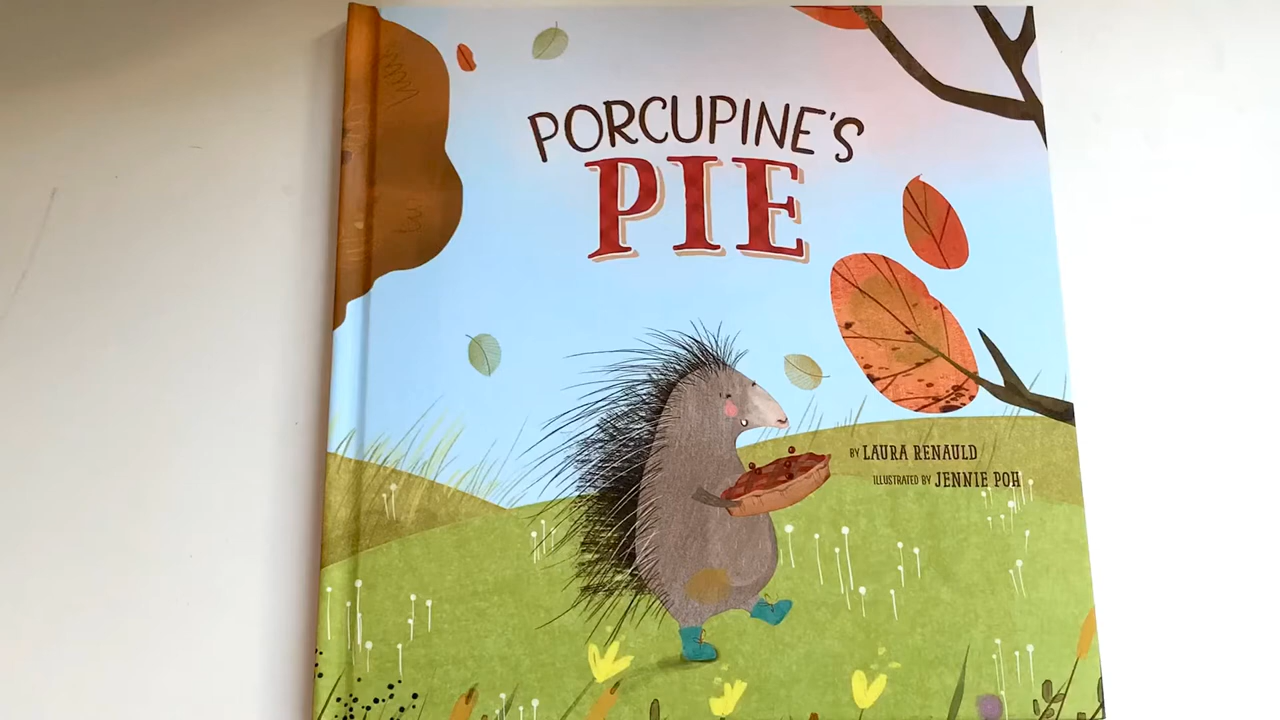 PORCUPINE'S
PIE
BY LAURA RENAULD
ILLUSTRATED BY JENNIE POH